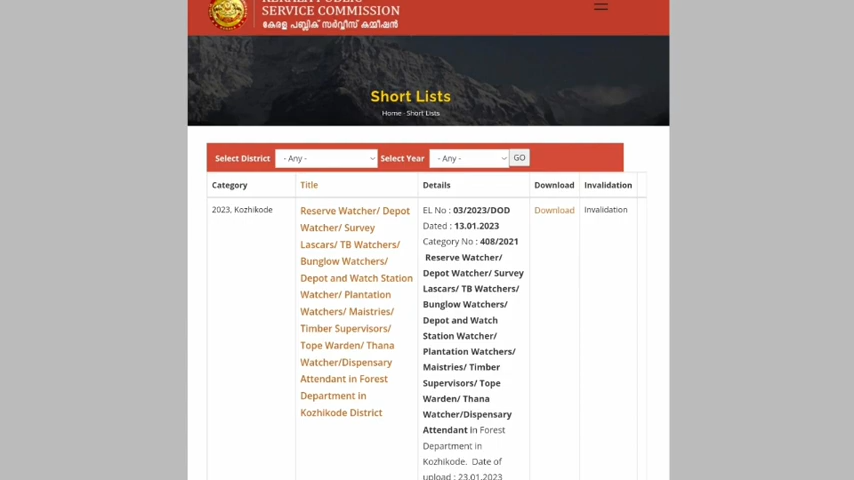 KERALA PUBLIC
SERVICE COMMISSION
കേരള പബ്ലിക് സർവ്വീസ് കമ്മീഷൻ
Short Lists
Home - Short Lists
Select District - Any - Select Year - Any - GO
Category Title Details Download Invalidation
2023, Kozhikode
Reserve Watcher/ Depot
Watcher/ Survey
Lascars/ TB Watchers/
Bunglow Watchers/
Depot and Watch Station
Watcher/ Plantation
Watchers/ Maistries/
Timber Supervisors/
Tope Warden/ Thana
Watcher/Dispensary
Attendant in Forest
Department in
Kozhikode District
EL No : 03/2023/DOD
Dated : 13.01.2023
Category No : 408/2021
Reserve Watcher/
Depot Watcher/ Survey
Lascars/ TB Watchers/
Bunglow Watchers/
Depot and Watch
Station Watcher/
Plantation Watchers/
Maistries/ Timber
Supervisors/ Tope
Warden/ Thana
Watcher/Dispensary
Attendant in Forest
Department in
Kozhikode. Date of
upload : 23.01.2023
Download
Invalidation